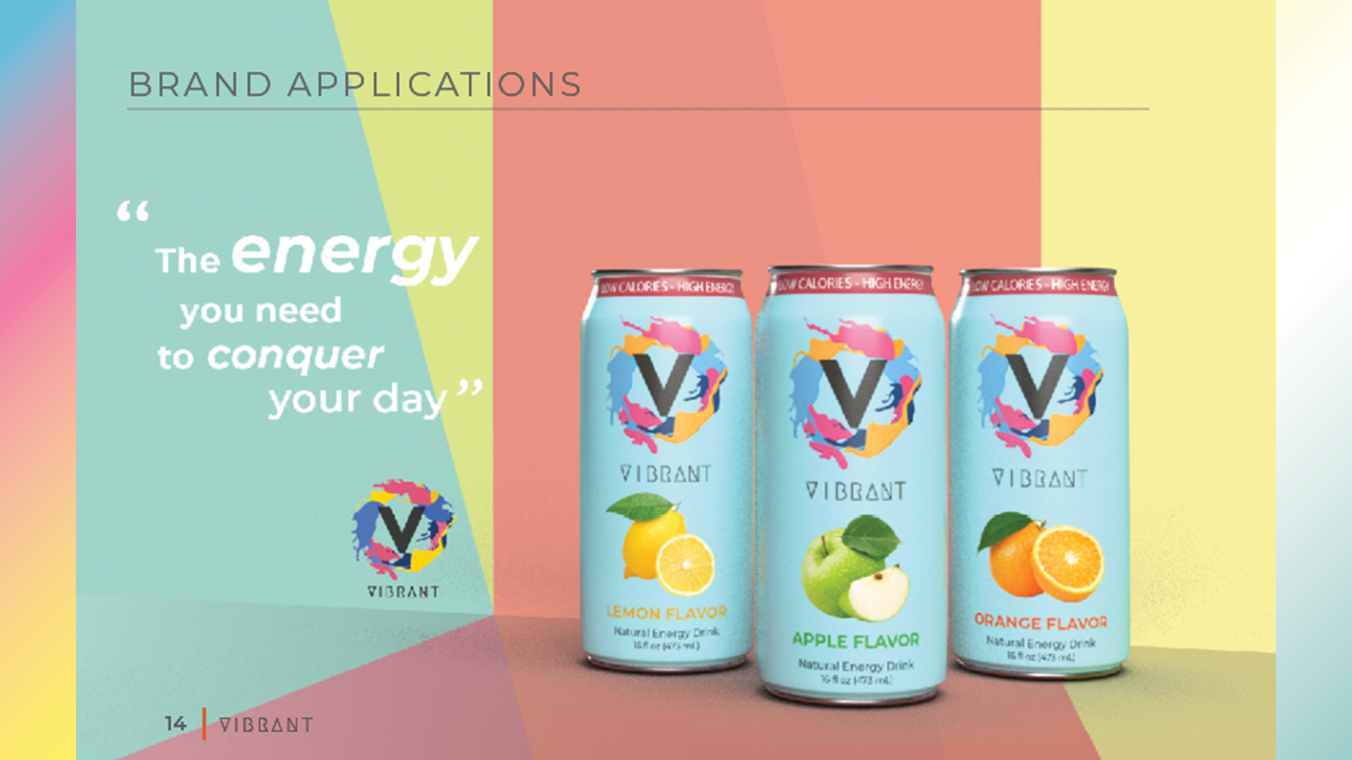 BRAND APPLICATIONS
“
The energy
you need
to conquer
your day”
V
VIBRANT
LOW CALORIES - HIGH ENERGY
V
VIBRANT
LEMON FLAVOR
Natural Energy Drink
16 fl oz (473 mL)
LOW CALORIES - HIGH ENERGY
V
VIBRANT
APPLE FLAVOR
Natural Energy Drink
16 fl oz (473 mL)
LOW CALORIES - HIGH ENERGY
V
VIBRANT
ORANGE FLAVOR
Natural Energy Drink
16 fl oz (473 mL)
14 | VIBRANT